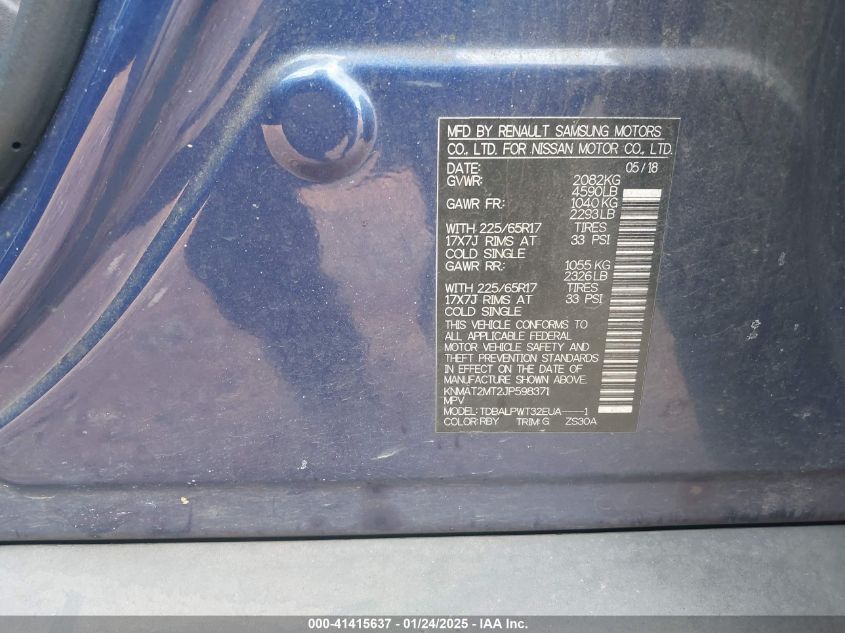 MFD BY RENAULT SAMSUNG MOTORS
CO., LTD. FOR NISSAN MOTOR CO., LTD.
DATE: 05/18
GVWR: 2082KG
4590LB
GAWR FR: 1040 KG
2293 LB
WITH 225/65R17 TIRES
17X7J RIMS AT 33 PSI
COLD SINGLE
GAWR RR: 1055 KG
2326 LB
WITH 225/65R17 TIRES
17X7J RIMS AT 33 PSI
COLD SINGLE
THIS VEHICLE CONFORMS TO
ALL APPLICABLE FEDERAL
MOTOR VEHICLE SAFETY AND
THEFT PREVENTION STANDARDS
IN EFFECT ON THE DATE OF
MANUFACTURE SHOWN ABOVE.
KNMAT2MT2JP598371
MPV
MODEL: TDBALPWT32EUA-----1
COLOR:RBY TRIM:G ZS30A
000-41415637 - 01/24/2025 - IAA Inc.